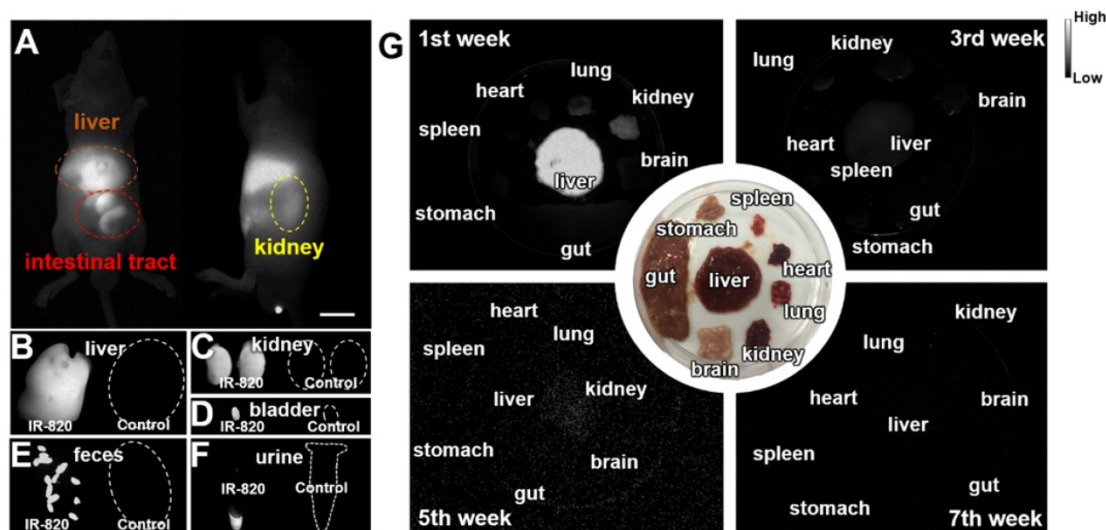 A
liver
intestinal tract
kidney
B
liver
IR-820
Control
C
kidney
IR-820
Control
D
bladder
IR-820
Control
E
feces
IR-820
Control
F
urine
IR-820
Control
G
1st week
lung
heart
kidney
spleen
brain
liver
stomach
gut
3rd week
kidney
lung
brain
heart
liver
spleen
gut
stomach
High
Low
spleen
stomach
heart
gut
liver
lung
kidney
brain
heart
lung
spleen
kidney
liver
stomach
brain
gut
5th week
kidney
lung
heart
brain
liver
spleen
gut
stomach
7th week